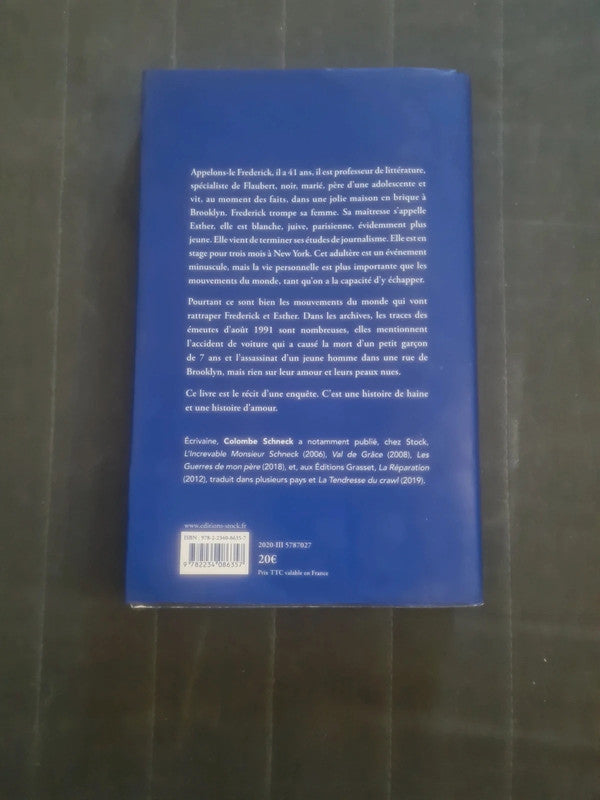 Appelons-le Frederick, il a 41 ans, il est professeur de littérature,
spécialiste de Flaubert, noir, marié, père d'une adolescente et
vit, au moment des faits, dans une jolie maison en brique à
Brooklyn. Frederick trompe sa femme. Sa maîtresse s'appelle
Esther, elle est blanche, juive, parisienne, évidemment plus
jeune. Elle vient de terminer ses études de journalisme. Elle est en
stage pour trois mois à New York. Cet adultère est un événement
minuscule, mais la vie personnelle est plus importante que les
mouvements du monde, tant qu'on a la capacité d'y échapper.
Pourtant ce sont bien les mouvements du monde qui vont
rattraper Frederick et Esther. Dans les archives, les traces des
émeutes d'août 1991 sont nombreuses, elles mentionnent
l'accident de voiture qui a causé la mort d'un petit garçon
de 7 ans et l'assassinat d'un jeune homme dans une rue de
Brooklyn, mais rien sur leur amour et leurs peaux nues.
Ce livre est le récit d'une enquête. C'est une histoire de haine
et une histoire d'amour.
Écrivaine, Colombe Schneck a notamment publié, chez Stock,
L'Increvable Monsieur Schneck (2006), Val de Grâce (2008), Les
Guerres de mon père (2018), et, aux Éditions Grasset, La Réparation
(2012), traduit dans plusieurs pays et La Tendresse du crawl (2019).
www.editions-stock.fr
ISBN : 978-2-2340-8635-7
9 782234 086357
2020-III 5787027
20€
Prix TTC valable en France